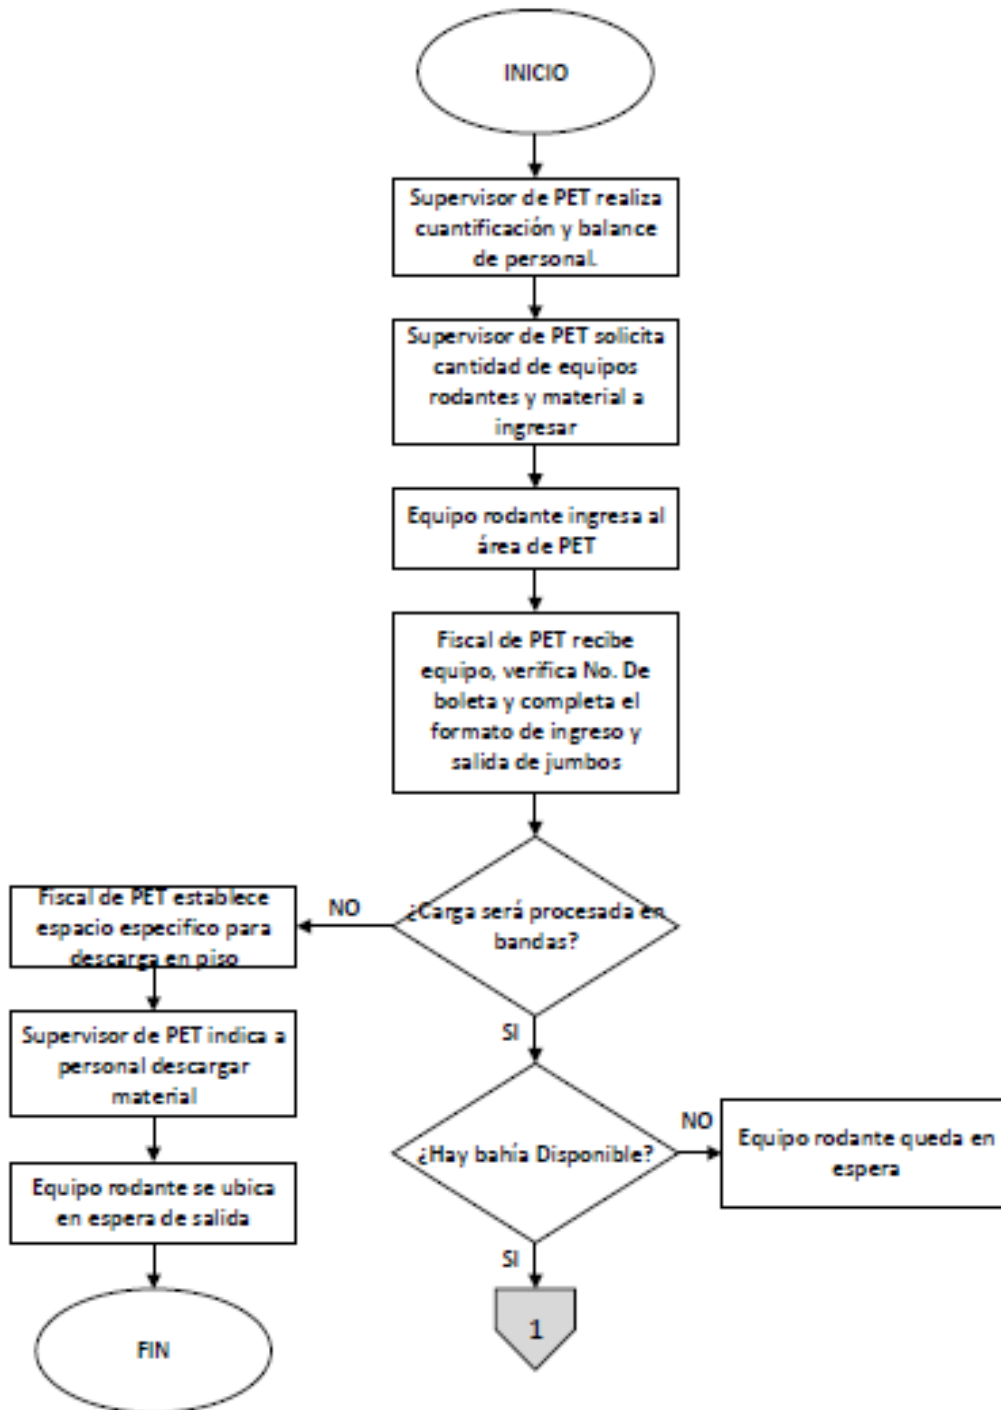 INICIO
Supervisor de PET realiza
cuantificación y balance
de personal.
Supervisor de PET solicita
cantidad de equipos
rodantes y material a
ingresar
Equipo rodante ingresa al
área de PET
Fiscal de PET recibe
equipo, verifica No. De
boleta y completa el
formato de ingreso y
salida de jumbos
¿Carga será procesada en
bandas?
NO
Fiscal de PET establece
espacio especifico para
descarga en piso
Supervisor de PET indica a
personal descargar
material
Equipo rodante se ubica
en espera de salida
FIN
SI
¿Hay bahía Disponible?
NO
Equipo rodante queda en
espera
SI
1